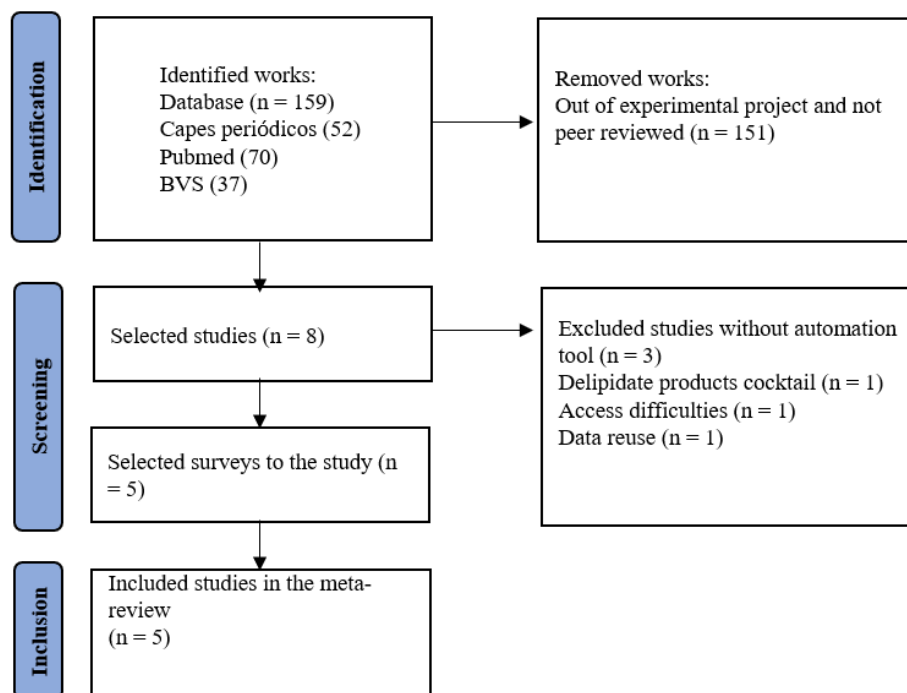 Identification
Identified works:
Database (n = 159)
Capes periódicos (52)
Pubmed (70)
BVS (37)
Removed works:
Out of experimental project and not
peer reviewed (n = 151)
Screening
Selected studies (n = 8)
Excluded studies without automation
tool (n = 3)
Delipidate products cocktail (n = 1)
Access difficulties (n = 1)
Data reuse (n = 1)
Selected surveys to the study (n
= 5)
Inclusion
Included studies in the meta-
review
(n = 5)